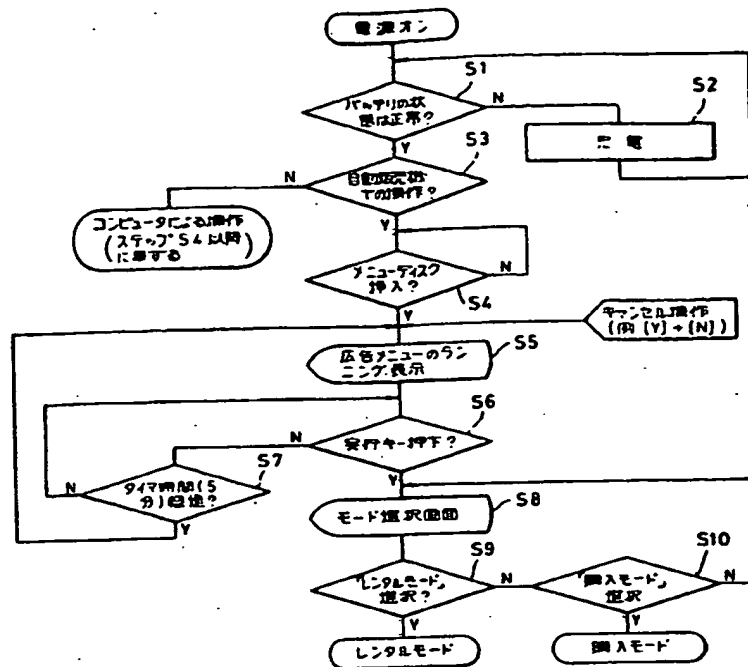 電源オン
S1
バッテリの状
態は正常?
N
S2
充電
Y
S3
自動販売機
での操作?
N
コンピュータによる操作
(ステップS4以降
に準ずる)
Y
メニューディスク
挿入?
N
S4
Y
キャンセル操作
(例 [Y]+[N])
広告メニューのラン
ニング表示
S5
S6
実行キー押下?
N
S7
タイマ時間(5
分)経過?
N
Y
Y
モード選択画面
S8
S9
「レンタルモード」
選択?
N
S10
「購入モード」
選択
N
Y
Y
レンタルモード
購入モード